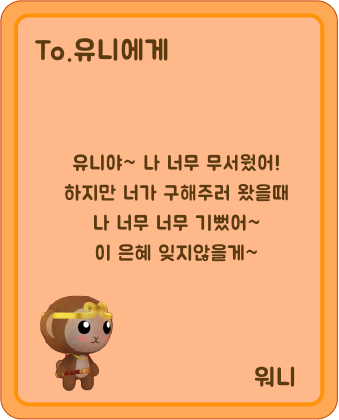 To.유니에게
유니야~ 나 너무 무서웠어!
하지만 너가 구해주러 왔을때
나 너무 너무 기뻤어~
이 은혜 잊지않을게~
워니